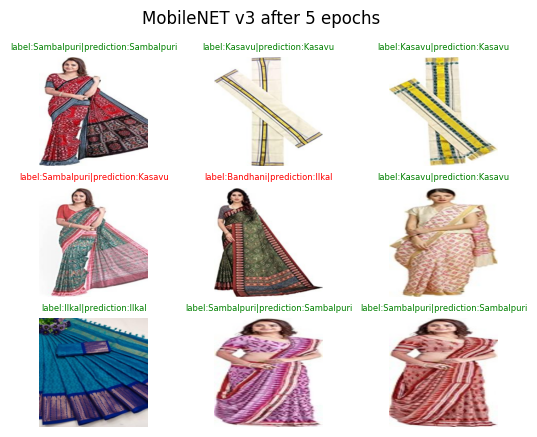 MobileNET v3 after 5 epochs
label:Sambalpuri|prediction:Sambalpuri
label:Kasavu|prediction:Kasavu
label:Kasavu|prediction:Kasavu
label:Sambalpuri|prediction:Kasavu
label:Bandhani|prediction:Ilkal
label:Kasavu|prediction:Kasavu
label:Ilkal|prediction:Ilkal
label:Sambalpuri|prediction:Sambalpuri
label:Sambalpuri|prediction:Sambalpuri